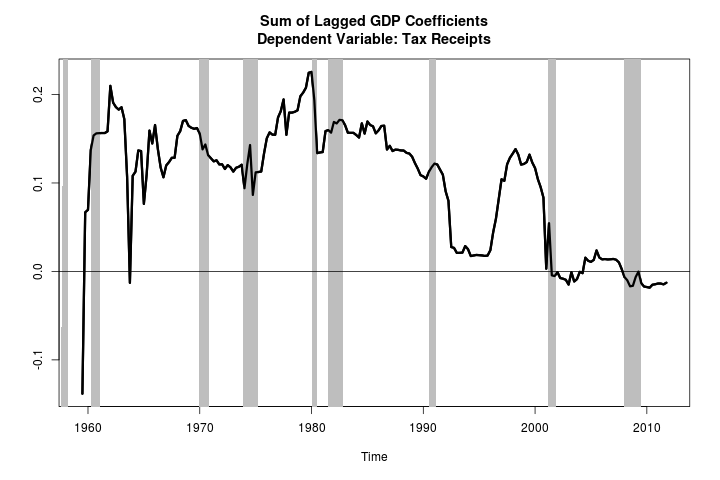 Sum of Lagged GDP Coefficients
Dependent Variable: Tax Receipts
0.2
0.1
0.0
-0.1
1960 1970 1980 1990 2000 2010
Time